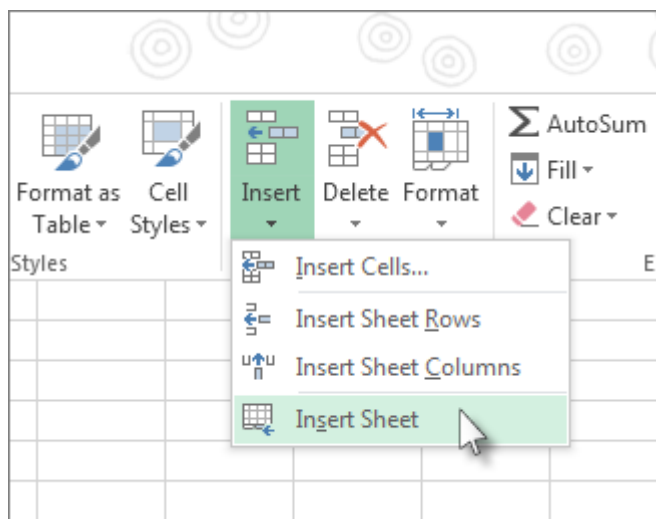 Format as
Table
Cell
Styles
Insert
Delete
Format
AutoSum
Fill
Clear
Styles
E
Insert Cells...
Insert Sheet Rows
Insert Sheet Columns
Insert Sheet